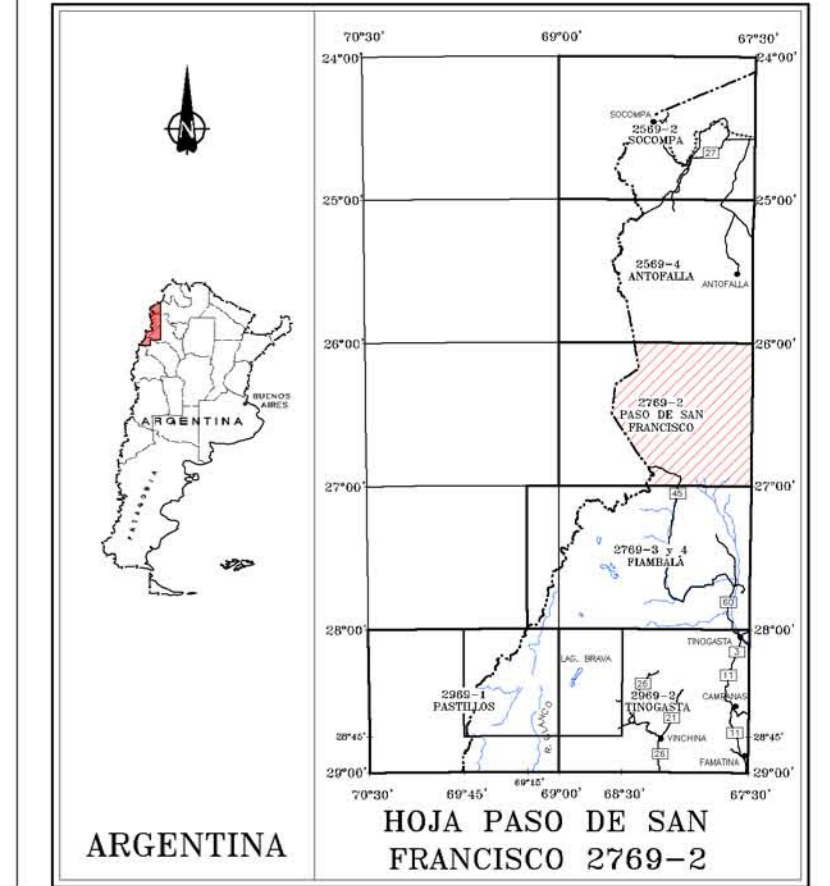 N
BUENOS
AIRES
ARGENTINA
PATAGONIA
ARGENTINA
70°30'
69°00'
67°30'
24°00'
24°00'
SOCOMPA
2569-2
SOCOMPA
27
25°00'
25°00'
2569-4
ANTOFALLA
ANTOFALLA
26°00'
26°00'
2769-2
PASO DE SAN
FRANCISCO
27°00'
27°00'
45
2769-3 y 4
FIAMBALÀ
60
28°00'
28°00'
TINOGASTA
3
LAG. BRAVA
11
26
2969-1
PASTILLOS
2969-2
TINOGASTA
CAMPANAS
R. BLANCO
21
11
28°45'
28°45'
VINCHINA
26
FAMATINA
29°00'
29°00'
69°15'
70°30'
69°45'
69°00'
68°30'
67°30'
HOJA PASO DE SAN
FRANCISCO 2769-2